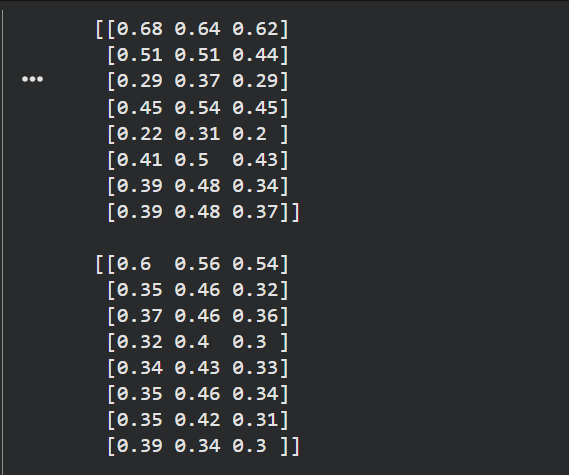 [[0.68 0.64 0.62]
 [0.51 0.51 0.44]
 [0.29 0.37 0.29]
 [0.45 0.54 0.45]
 [0.22 0.31 0.2 ]
 [0.41 0.5  0.43]
 [0.39 0.48 0.34]
 [0.39 0.48 0.37]]

[[0.6  0.56 0.54]
 [0.35 0.46 0.32]
 [0.37 0.46 0.36]
 [0.32 0.4  0.3 ]
 [0.34 0.43 0.33]
 [0.35 0.46 0.34]
 [0.35 0.42 0.31]
 [0.39 0.34 0.3 ]]